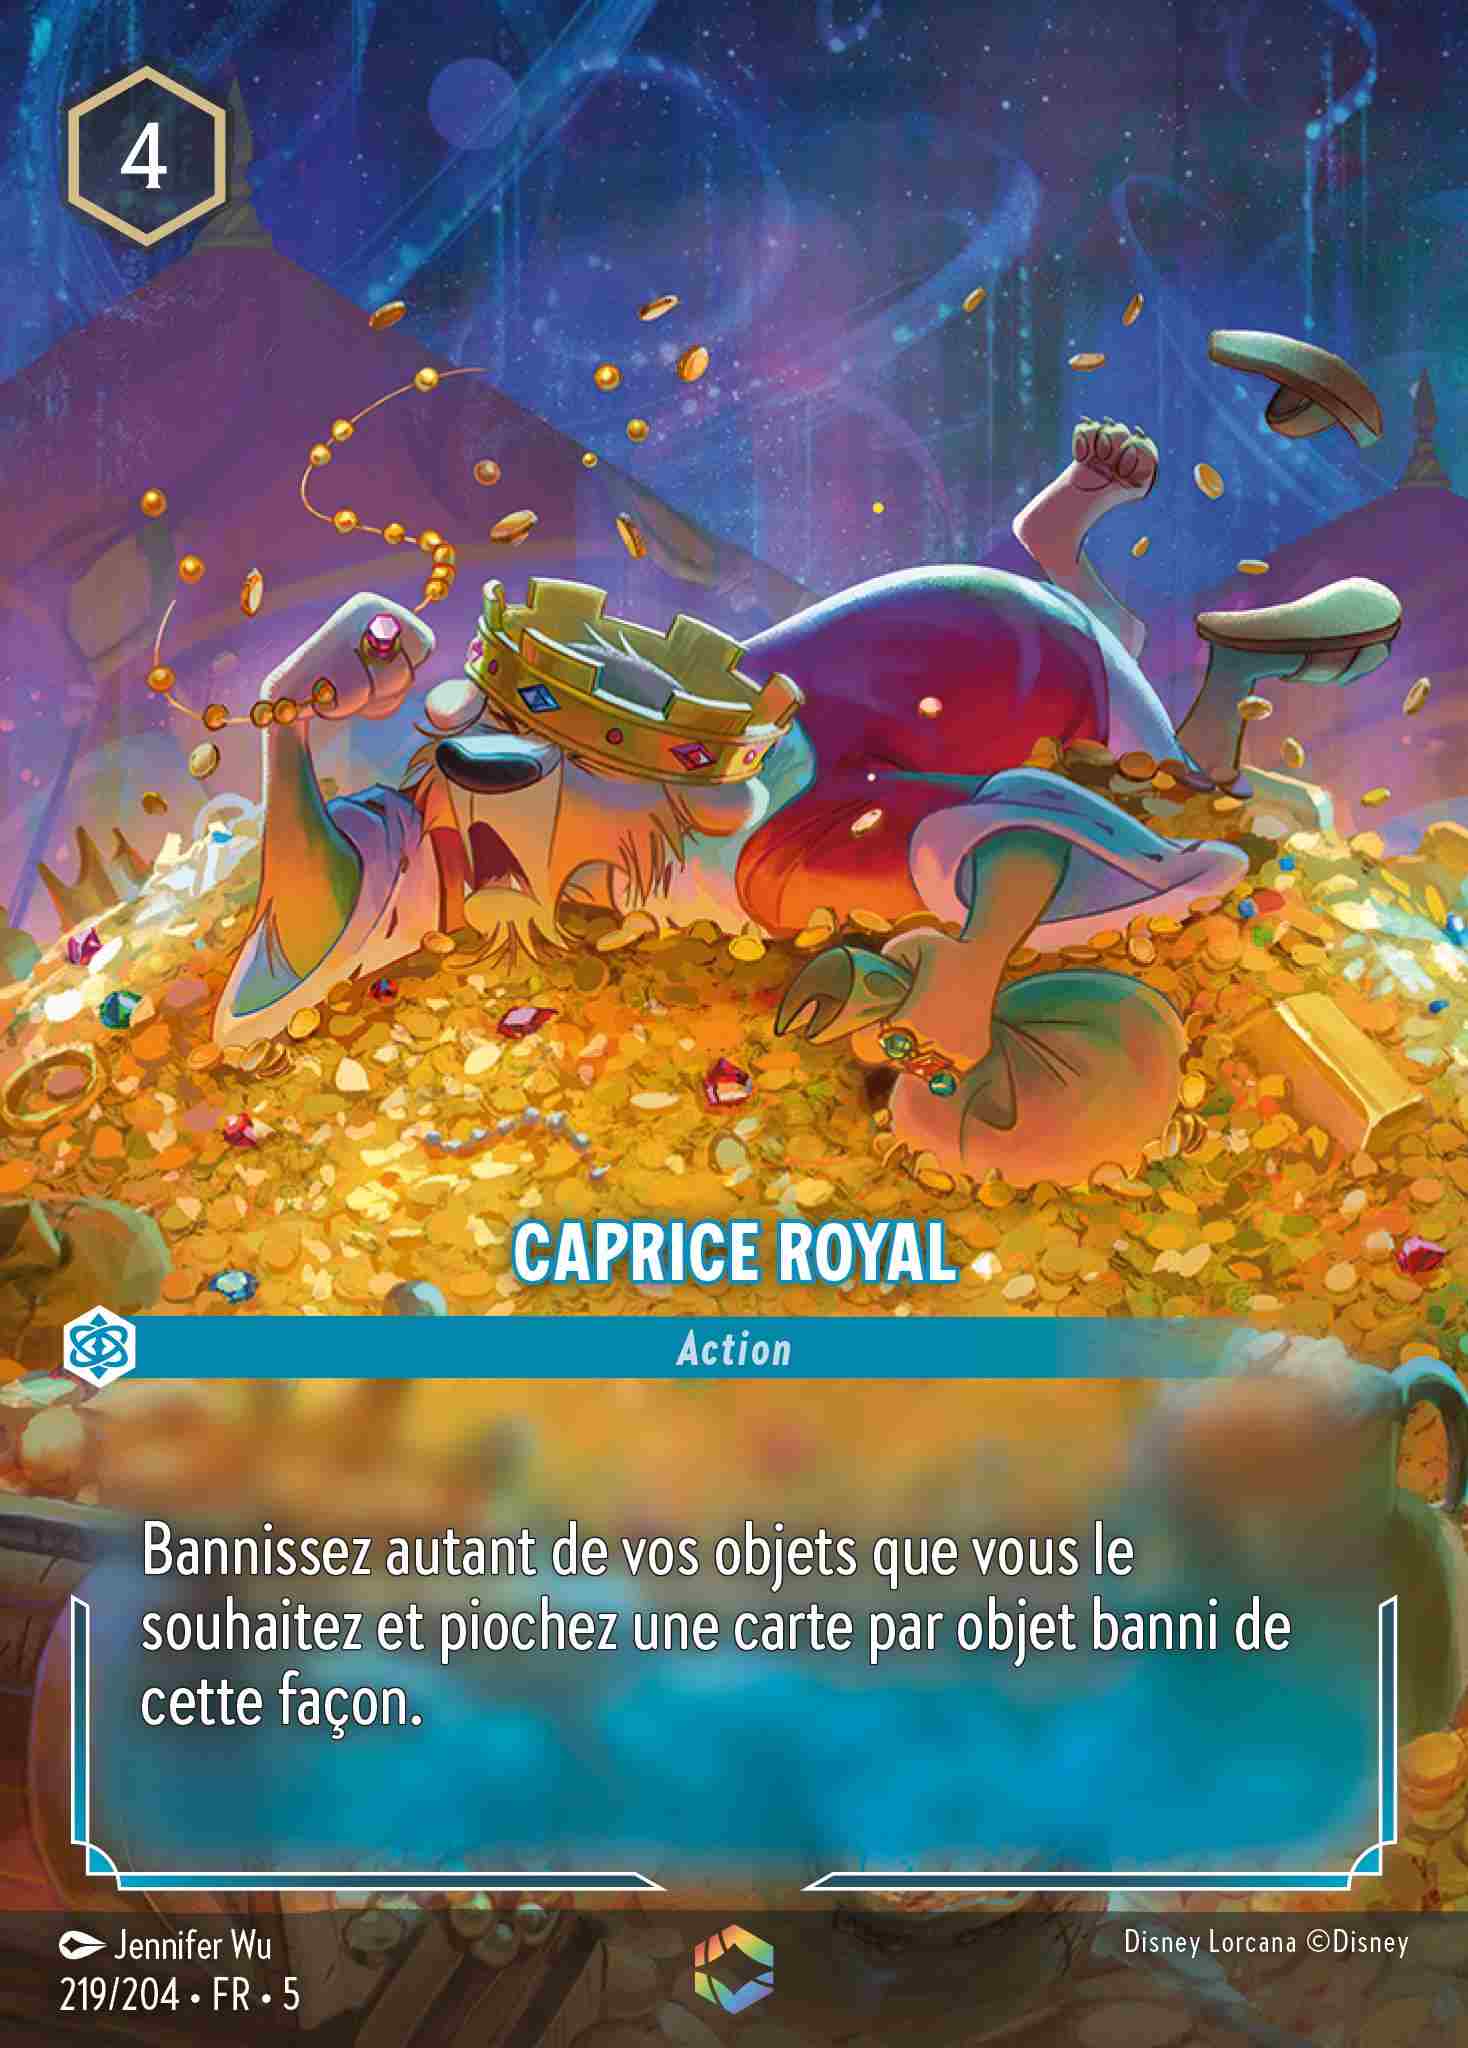 4
CAPRICE ROYAL
Action
Bannissez autant de vos objets que vous le
souhaitez et piochez une carte par objet banni de
cette façon.
Jennifer Wu
Disney Lorcana ©Disney
219/204 • FR • 5